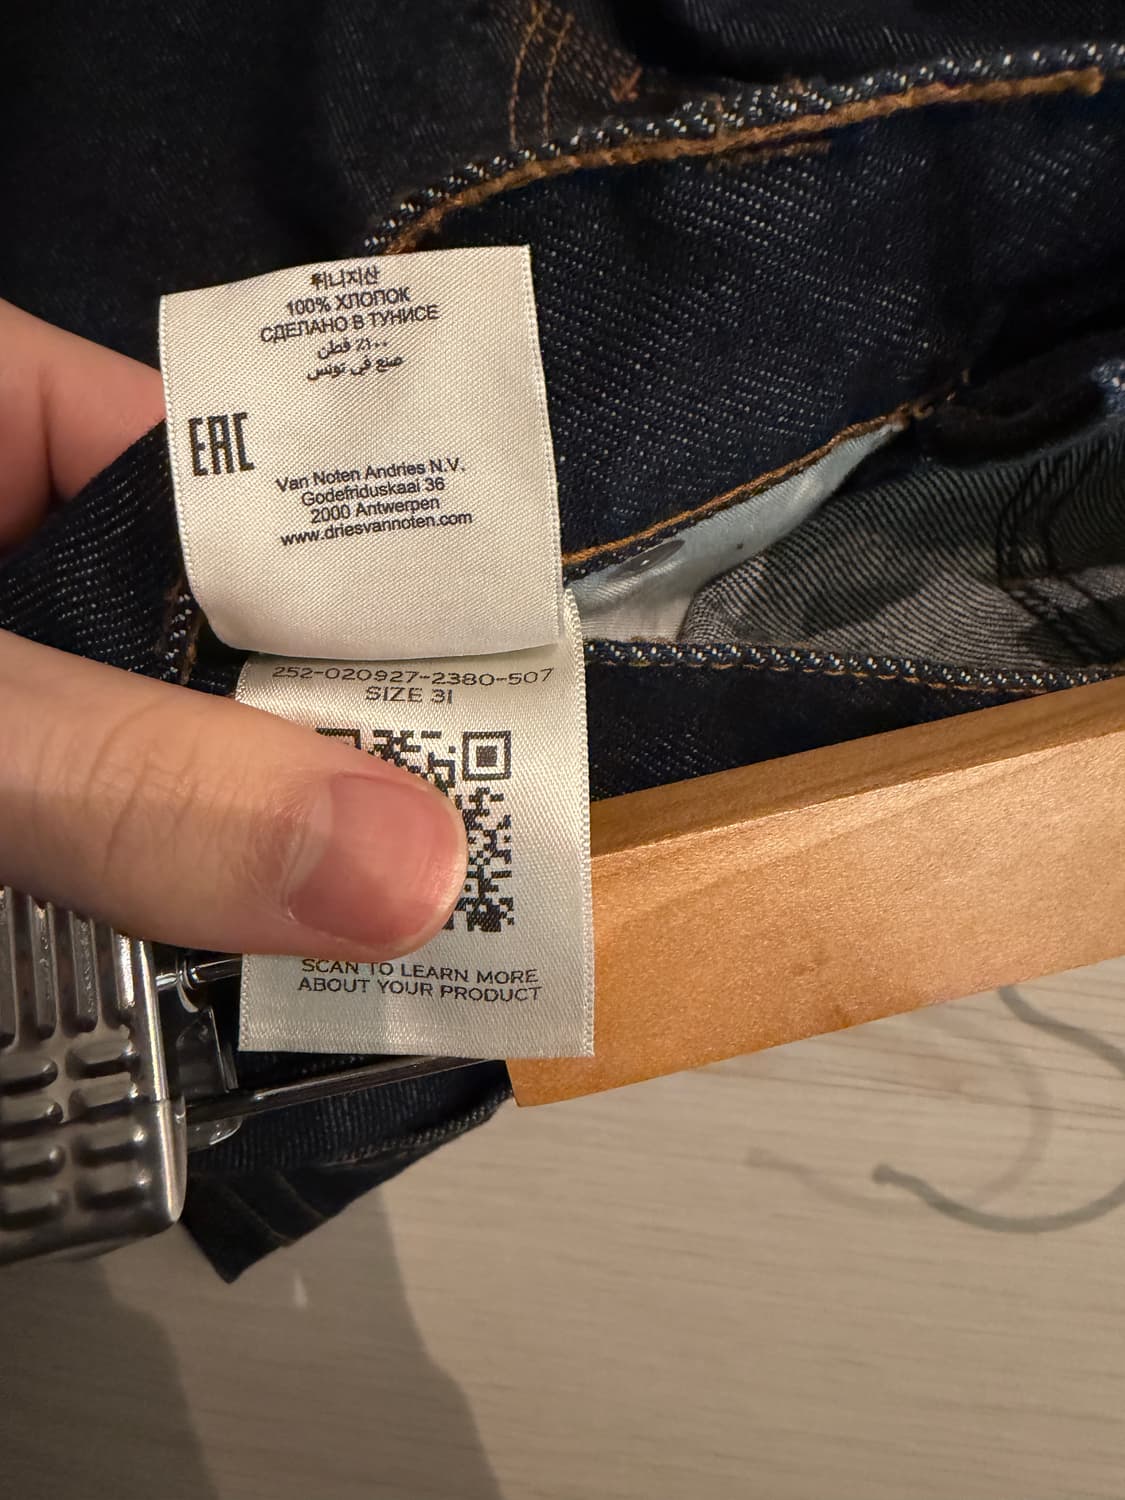 튀니지산
100% ХЛОПОК
СДЕЛАНО В ТУНИСЕ
١٠٠٪ قطن
صنع في تونس
EAC
Van Noten Andries N.V.
Godefriduskaai 36
2000 Antwerpen
www.driesvannoten.com
252-020927-2380-507
SIZE 31
SCAN TO LEARN MORE
ABOUT YOUR PRODUCT